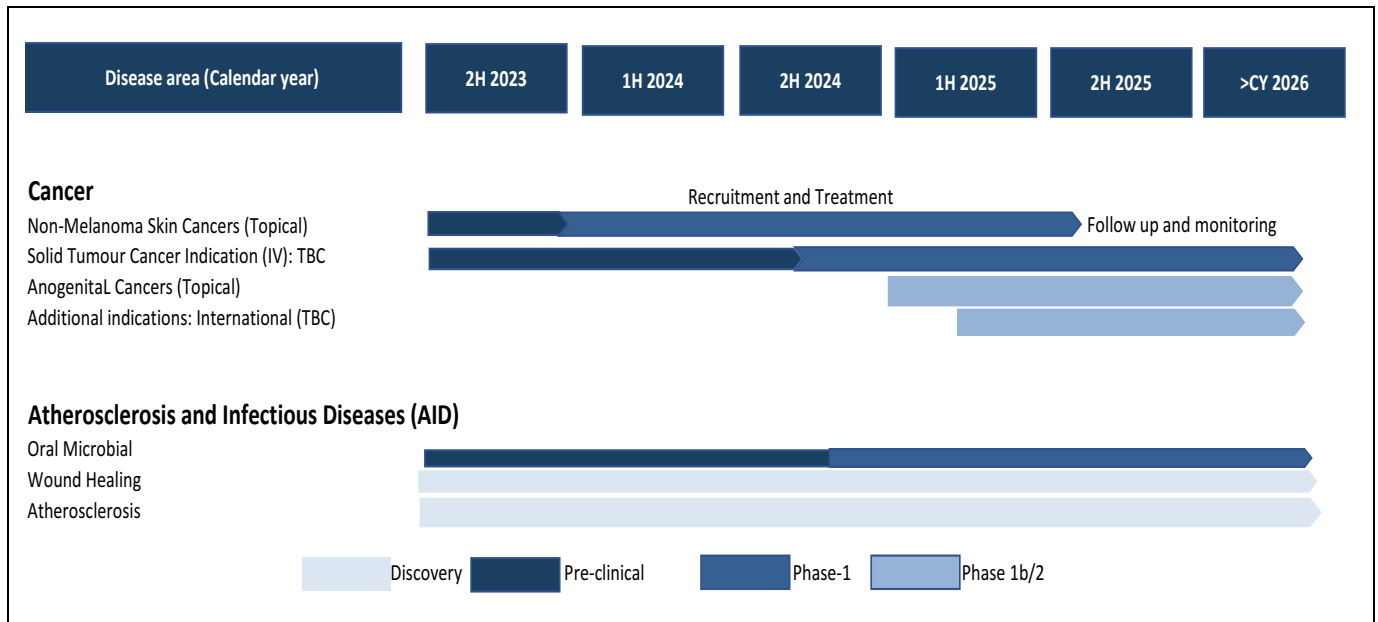 Disease area (Calendar year) 2H 2023 1H 2024 2H 2024 1H 2025 2H 2025 >CY 2026
Cancer
Recruitment and Treatment
Non-Melanoma Skin Cancers (Topical) Follow up and monitoring
Solid Tumour Cancer Indication (IV): TBC
AnogenitaL Cancers (Topical)
Additional indications: International (TBC)
Atherosclerosis and Infectious Diseases (AID)
Oral Microbial
Wound Healing
Atherosclerosis
Discovery Pre-clinical Phase-1 Phase 1b/2